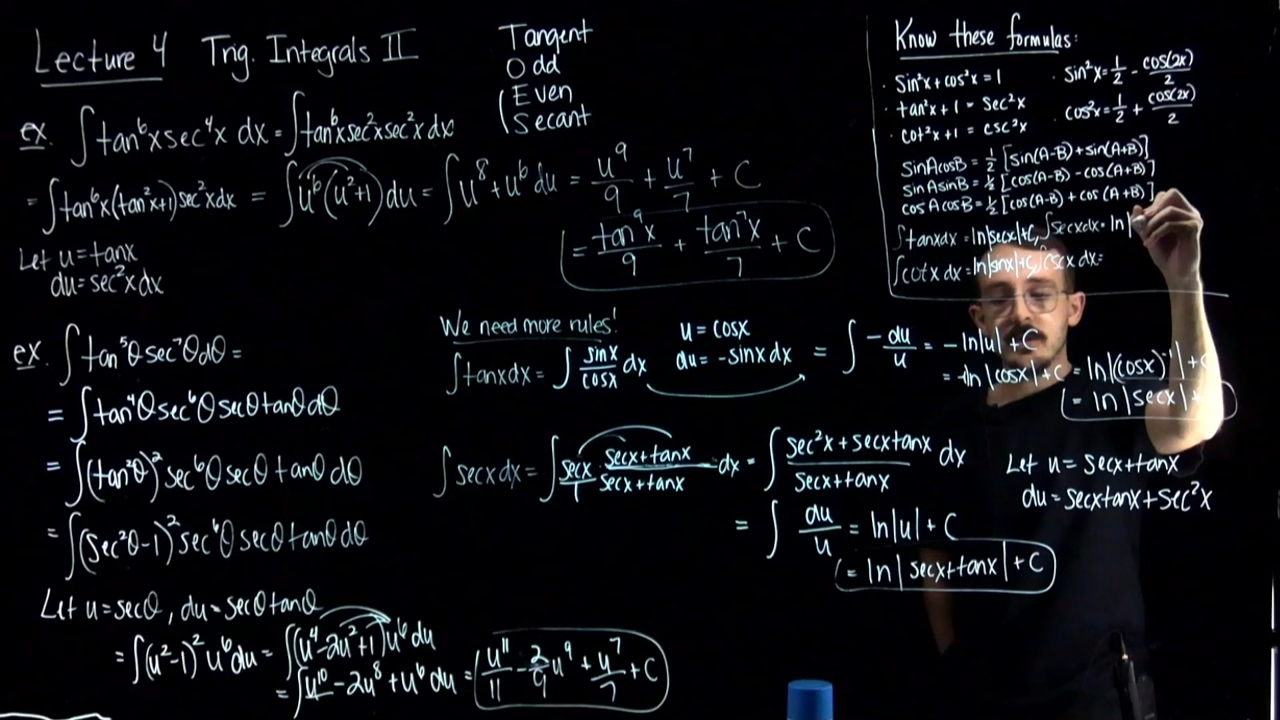 Lecture 4 Trig. Integrals II
Tangent
Odd
Even
Secant
ex. ∫tan⁶x sec⁴x dx = ∫tan⁶x sec²x sec²x dx
= ∫tan⁶x(tan²x+1)sec²x dx = ∫u⁶(u²+1)du = ∫u⁸+u⁶ du = u⁹/9 + u⁷/7 + C
Let u=tanx
du=sec²x dx
= tan⁹x/9 + tan⁷x/7 + C
ex. ∫tan⁵θ sec⁷θ dθ =
= ∫tan⁴θ sec⁶θ secθ tanθ dθ
= ∫(tan²θ)² sec⁶θ secθ tanθ dθ
= ∫(sec²θ-1)² sec⁶θ secθ tanθ dθ
Let u=secθ, du=secθ tanθ
= ∫(u²-1)² u⁶ du = ∫(u⁴-2u²+1)u⁶ du
= ∫u¹⁰ - 2u⁸ + u⁶ du = u¹¹/11 - 2/9 u⁹ + u⁷/7 + C
We need more rules!
∫tanx dx = ∫ sinx/cosx dx
u = cosx
du = -sinx dx
= ∫ -du/u = -ln|u| + C
= -ln|cosx| + C = ln|(cosx)⁻¹| + C
= ln|secx| +
∫secx dx = ∫ secx/1 · secx+tanx/secx+tanx dx = ∫ sec²x+secxtanx/secx+tanx dx
Let u = secx+tanx
du = secxtanx+sec²x
= ∫ du/u = ln|u| + C
= ln|secx+tanx| + C
Know these formulas:
· sin²x+cos²x=1
· tan²x+1 = sec²x
· cot²x+1 = csc²x
· sin²x = 1/2 - cos(2x)/2
· cos²x = 1/2 + cos(2x)/2
sinAcosB = 1/2 [sin(A-B)+sin(A+B)]
sinAsinB = 1/2 [cos(A-B) - cos(A+B)]
cosAcosB = 1/2 [cos(A-B) + cos(A+B)]
∫tanxdx = ln|secx|+C, ∫secxdx = ln|
∫cotx dx = ln|sinx|+C, ∫cscx dx =